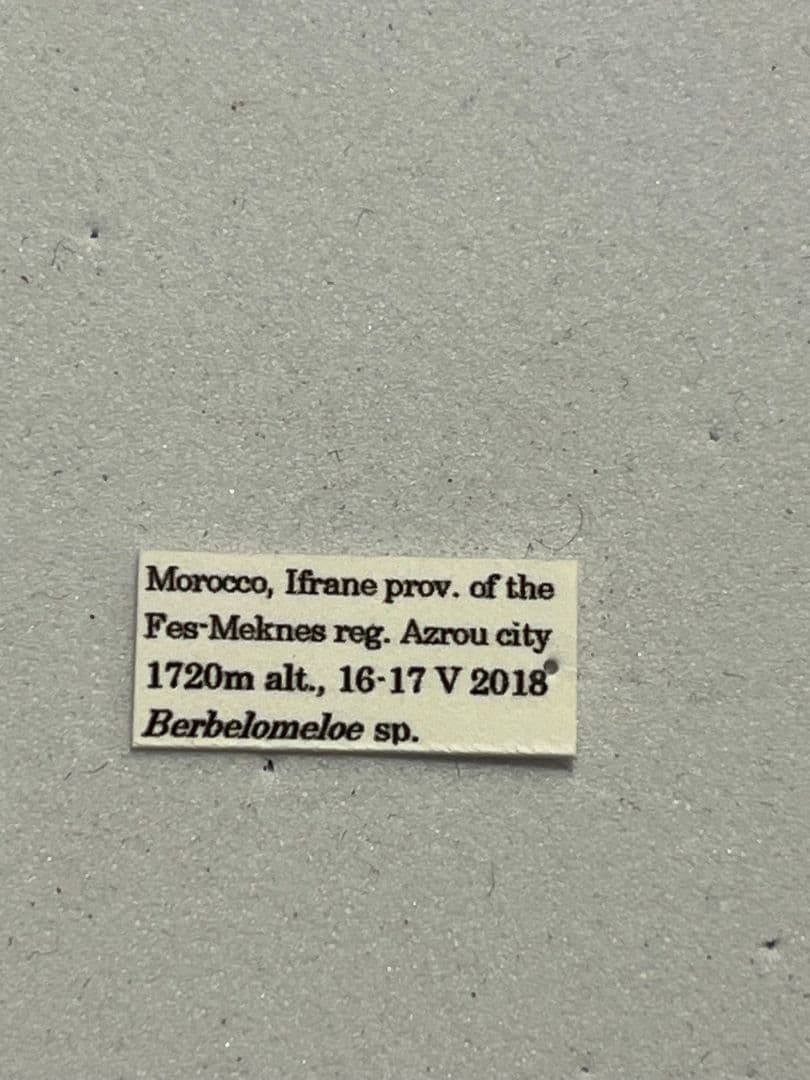 Morocco, Ifrane prov. of the
Fes-Meknes reg. Azrou city
1720m alt., 16-17 V 2018
Berbelomeloe sp.